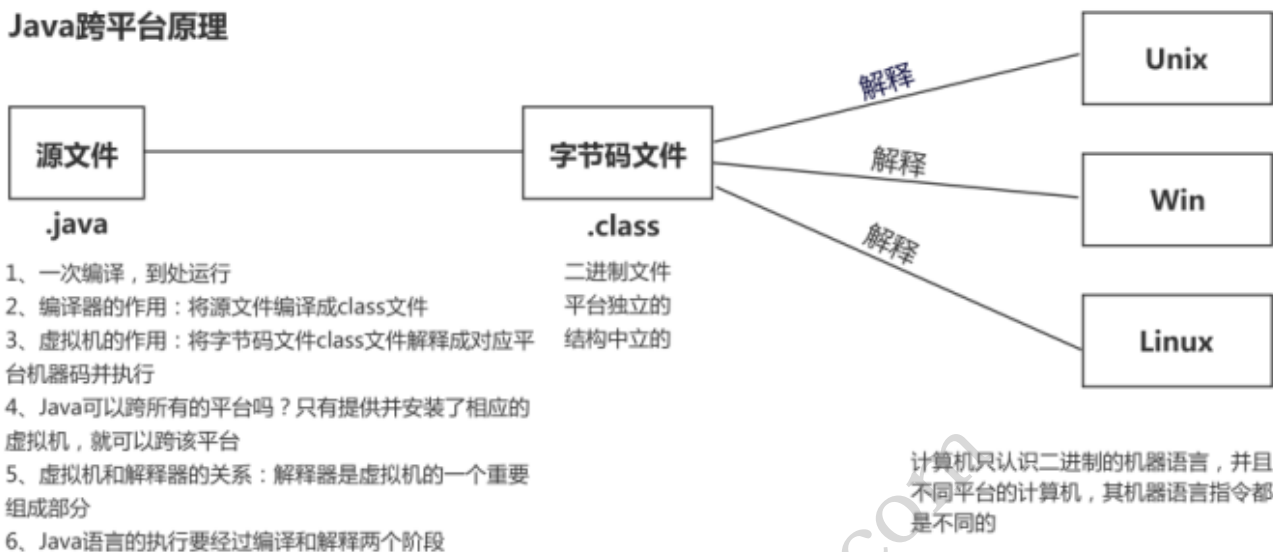 Java跨平台原理
源文件
.java
字节码文件
.class
解释
解释
解释
Unix
Win
Linux
1、一次编译，到处运行
2、编译器的作用：将源文件编译成class文件
3、虚拟机的作用：将字节码文件class文件解释成对应平
台机器码并执行
4、Java可以跨所有的平台吗？只有提供并安装了相应的
虚拟机，就可以跨该平台
5、虚拟机和解释器的关系：解释器是虚拟机的一个重要
组成部分
6、Java语言的执行要经过编译和解释两个阶段
二进制文件
平台独立的
结构中立的
计算机只认识二进制的机器语言，并且
不同平台的计算机，其机器语言指令都
是不同的
.com